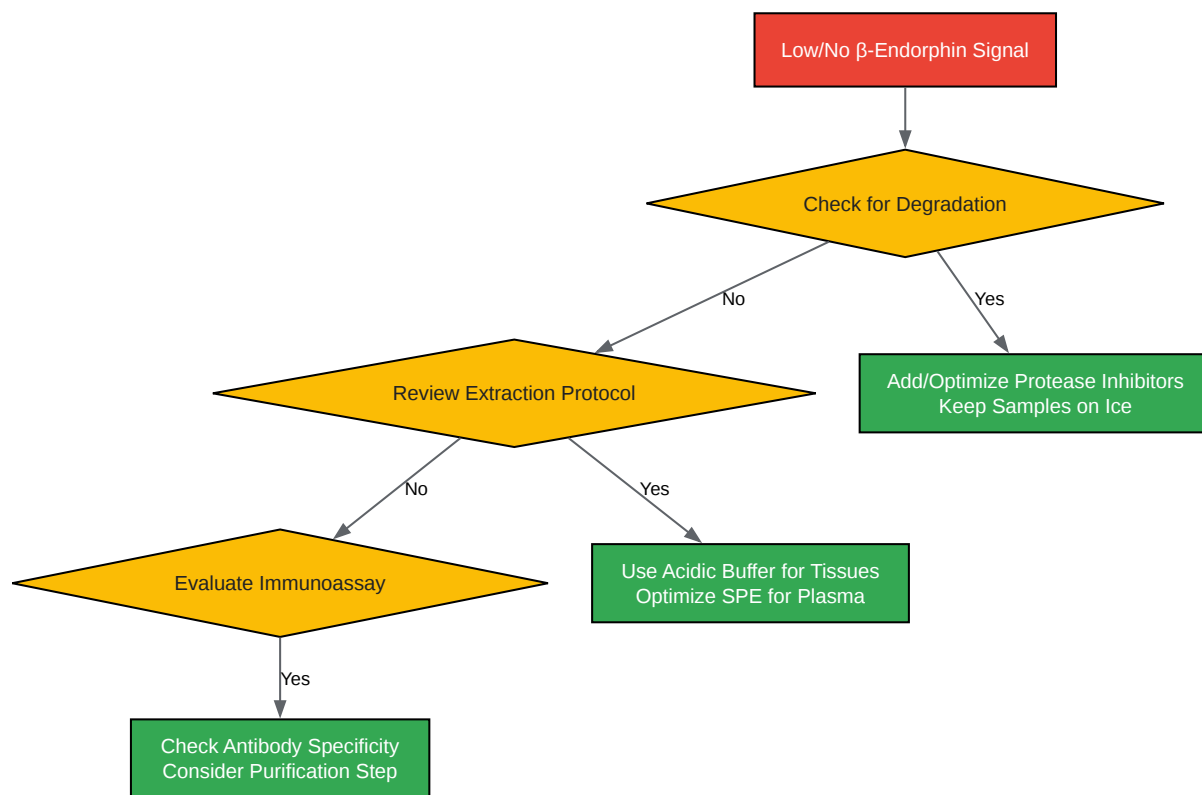 Low/No β-Endorphin Signal
Check for Degradation
No
Yes
Review Extraction Protocol
Add/Optimize Protease Inhibitors
Keep Samples on Ice
No
Yes
Evaluate Immunoassay
Use Acidic Buffer for Tissues
Optimize SPE for Plasma
Yes
Check Antibody Specificity
Consider Purification Step